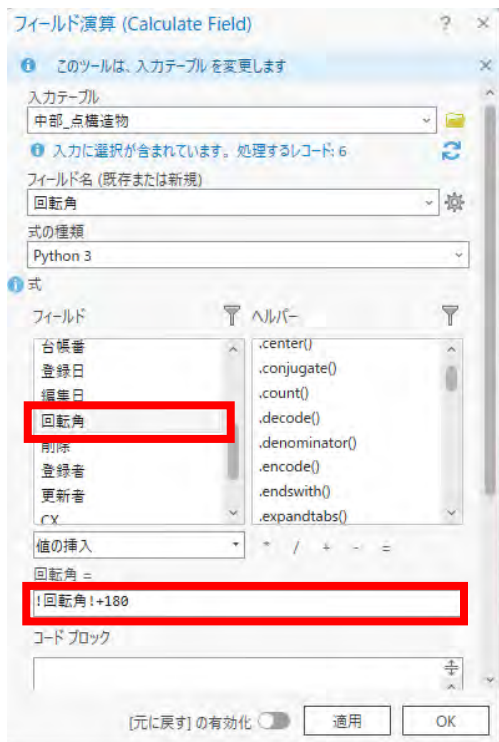 フィールド演算 (Calculate Field)
? ×
このツールは、入力テーブル を変更します ×
入力テーブル
中部_点構造物
入力に選択が含まれています。処理するレコード: 6
フィールド名 (既存または新規)
回転角
式の種類
Python 3
式
フィールド
台帳番
登録日
編集日
回転角
削除
登録者
更新者
CX
ヘルパー
.center()
.conjugate()
.count()
.decode()
.denominator()
.encode()
.endswith()
.expandtabs()
値の挿入
* / + - =
回転角 =
!回転角!+180
コード ブロック
[元に戻す] の有効化
適用
OK